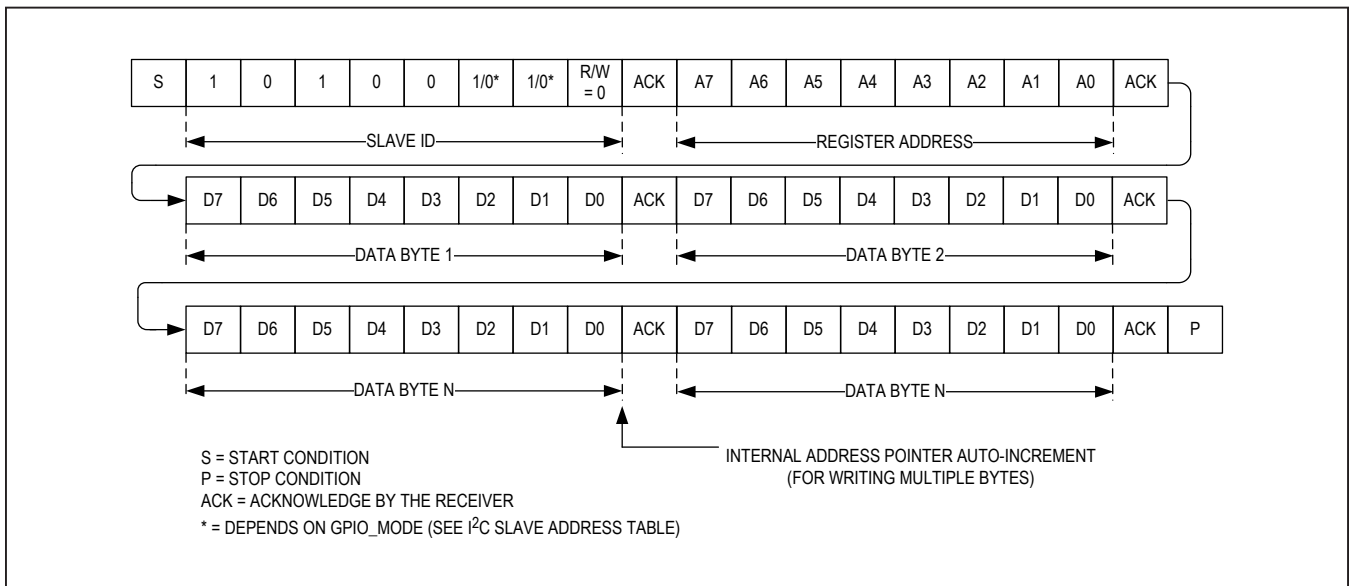 S 1 0 1 0 0 1/0* 1/0* R/W = 0 ACK A7 A6 A5 A4 A3 A2 A1 A0 ACK
SLAVE ID REGISTER ADDRESS
D7 D6 D5 D4 D3 D2 D1 D0 ACK D7 D6 D5 D4 D3 D2 D1 D0 ACK
DATA BYTE 1 DATA BYTE 2
D7 D6 D5 D4 D3 D2 D1 D0 ACK D7 D6 D5 D4 D3 D2 D1 D0 ACK P
DATA BYTE N DATA BYTE N
S = START CONDITION
P = STOP CONDITION
ACK = ACKNOWLEDGE BY THE RECEIVER
* = DEPENDS ON GPIO_MODE (SEE I²C SLAVE ADDRESS TABLE)
INTERNAL ADDRESS POINTER AUTO-INCREMENT
(FOR WRITING MULTIPLE BYTES)